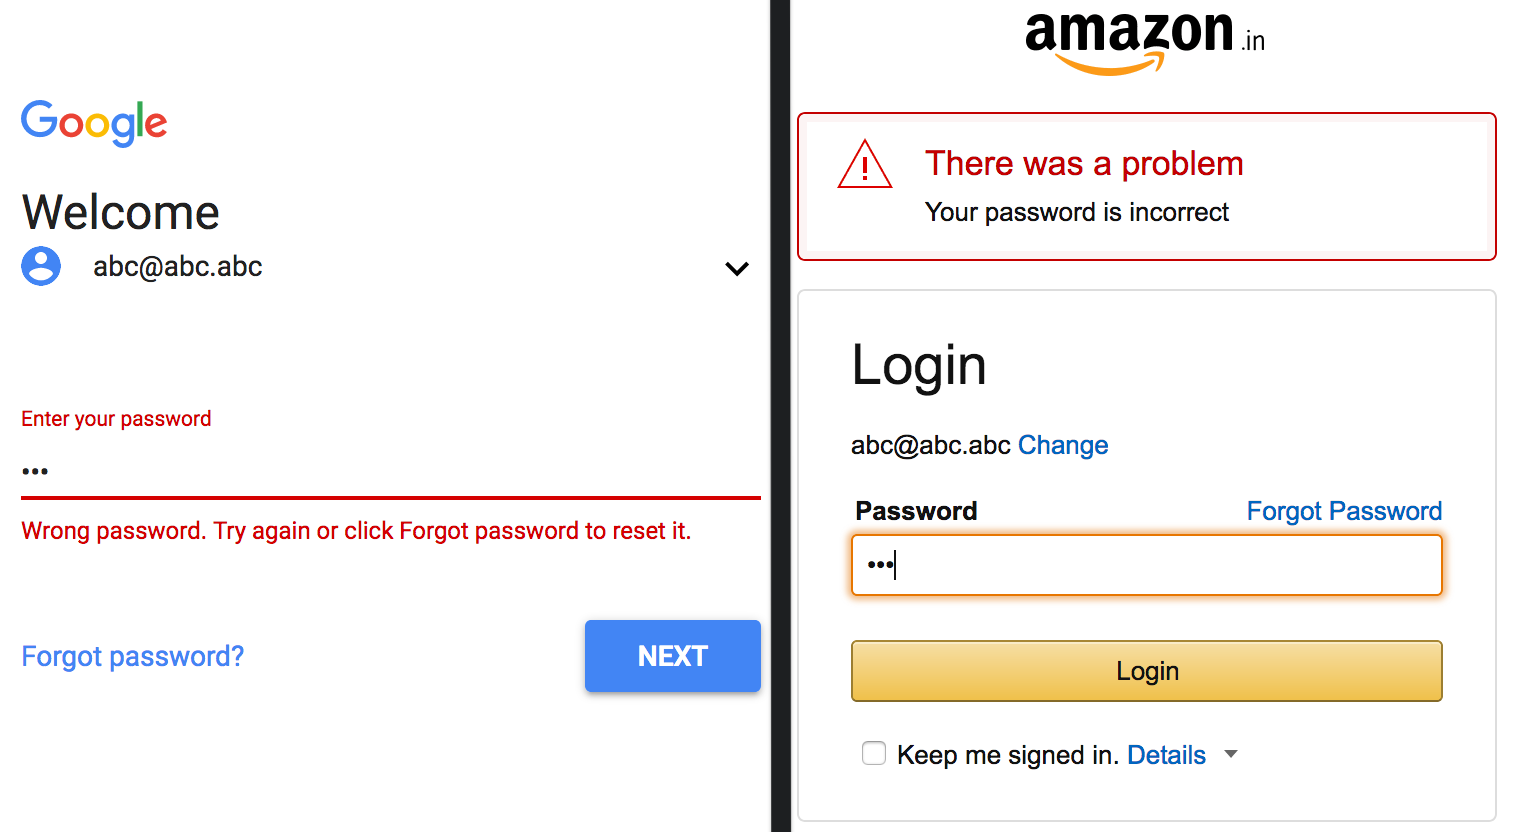 Google
Welcome
abc@abc.abc
Enter your password
•••
Wrong password. Try again or click Forgot password to reset it.
Forgot password?
NEXT
amazon.in
There was a problem
Your password is incorrect
Login
abc@abc.abc Change
Password Forgot Password
•••
Login
Keep me signed in. Details